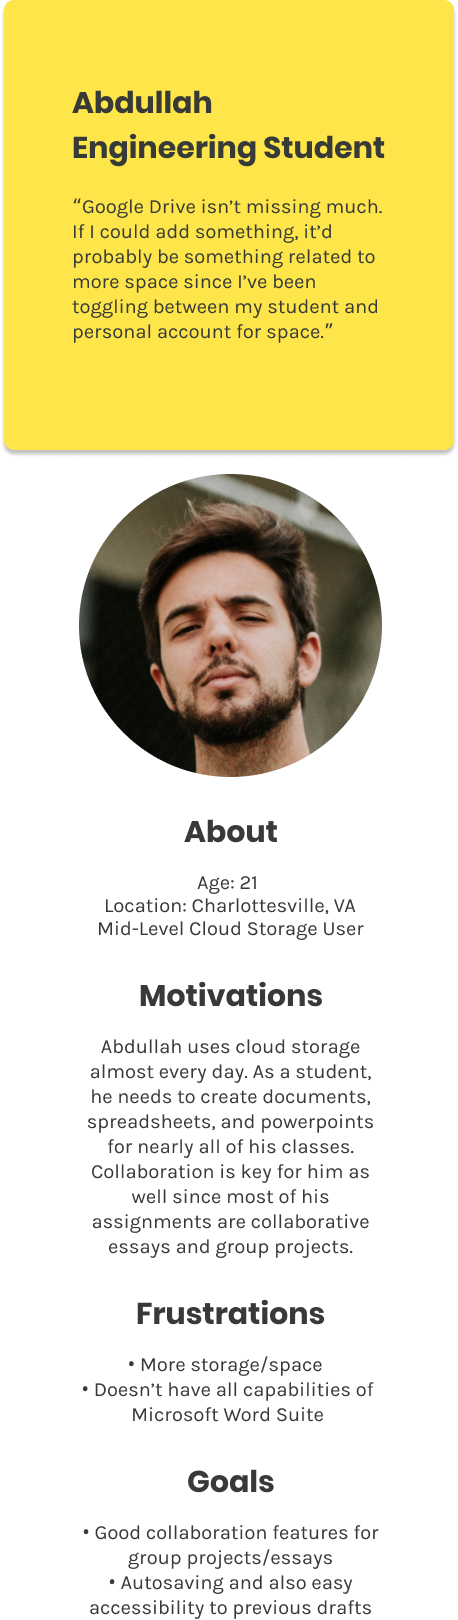 Abdullah
Engineering Student
“Google Drive isn’t missing much.
If I could add something, it’d
probably be something related to
more space since I’ve been
toggling between my student and
personal account for space.”
About
Age: 21
Location: Charlottesville, VA
Mid-Level Cloud Storage User
Motivations
Abdullah uses cloud storage
almost every day. As a student,
he needs to create documents,
spreadsheets, and powerpoints
for nearly all of his classes.
Collaboration is key for him as
well since most of his
assignments are collaborative
essays and group projects.
Frustrations
• More storage/space
• Doesn’t have all capabilities of
Microsoft Word Suite
Goals
• Good collaboration features for
group projects/essays
• Autosaving and also easy
accessibility to previous drafts